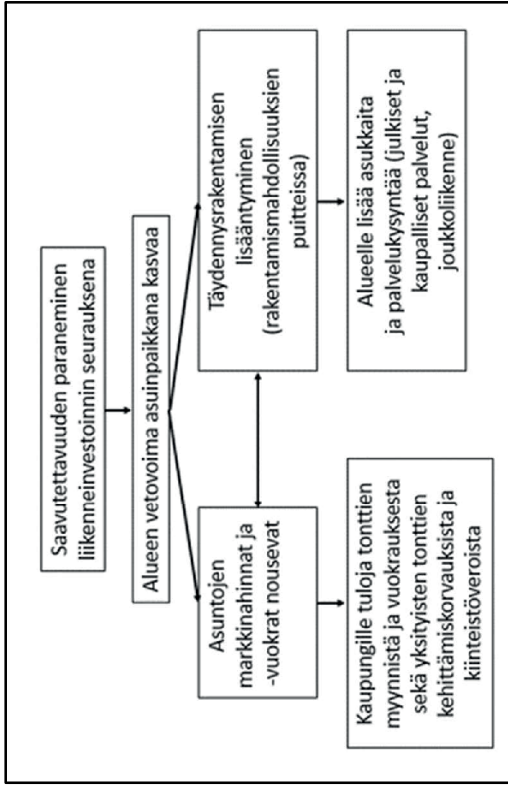 Saavutettavuuden paraneminen
liikenneinvestoinnin seurauksena
Alueen vetovoima asuinpaikkana kasvaa
Asuntojen
markkinahinnat ja
-vuokrat nousevat
Täydennysrakentamisen
lisääntyminen
(rakentamismahdollisuuksien
puitteissa)
Kaupungille tuloja tonttien
myynnistä ja vuokrauksesta
sekä yksityisten tonttien
kehittämiskorvauksista ja
kiinteistöveroista
Alueelle lisää asukkaita
ja palvelukysyntää (julkiset ja
kaupalliset palvelut,
joukkoliikenne)